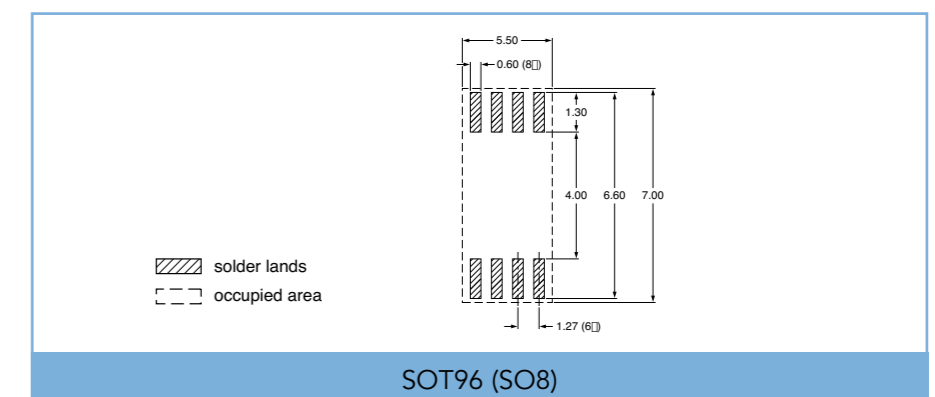 5.50
0.60 (8▯)
1.30
4.00 6.60 7.00
solder lands
occupied area
1.27 (6▯)
SOT96 (SO8)